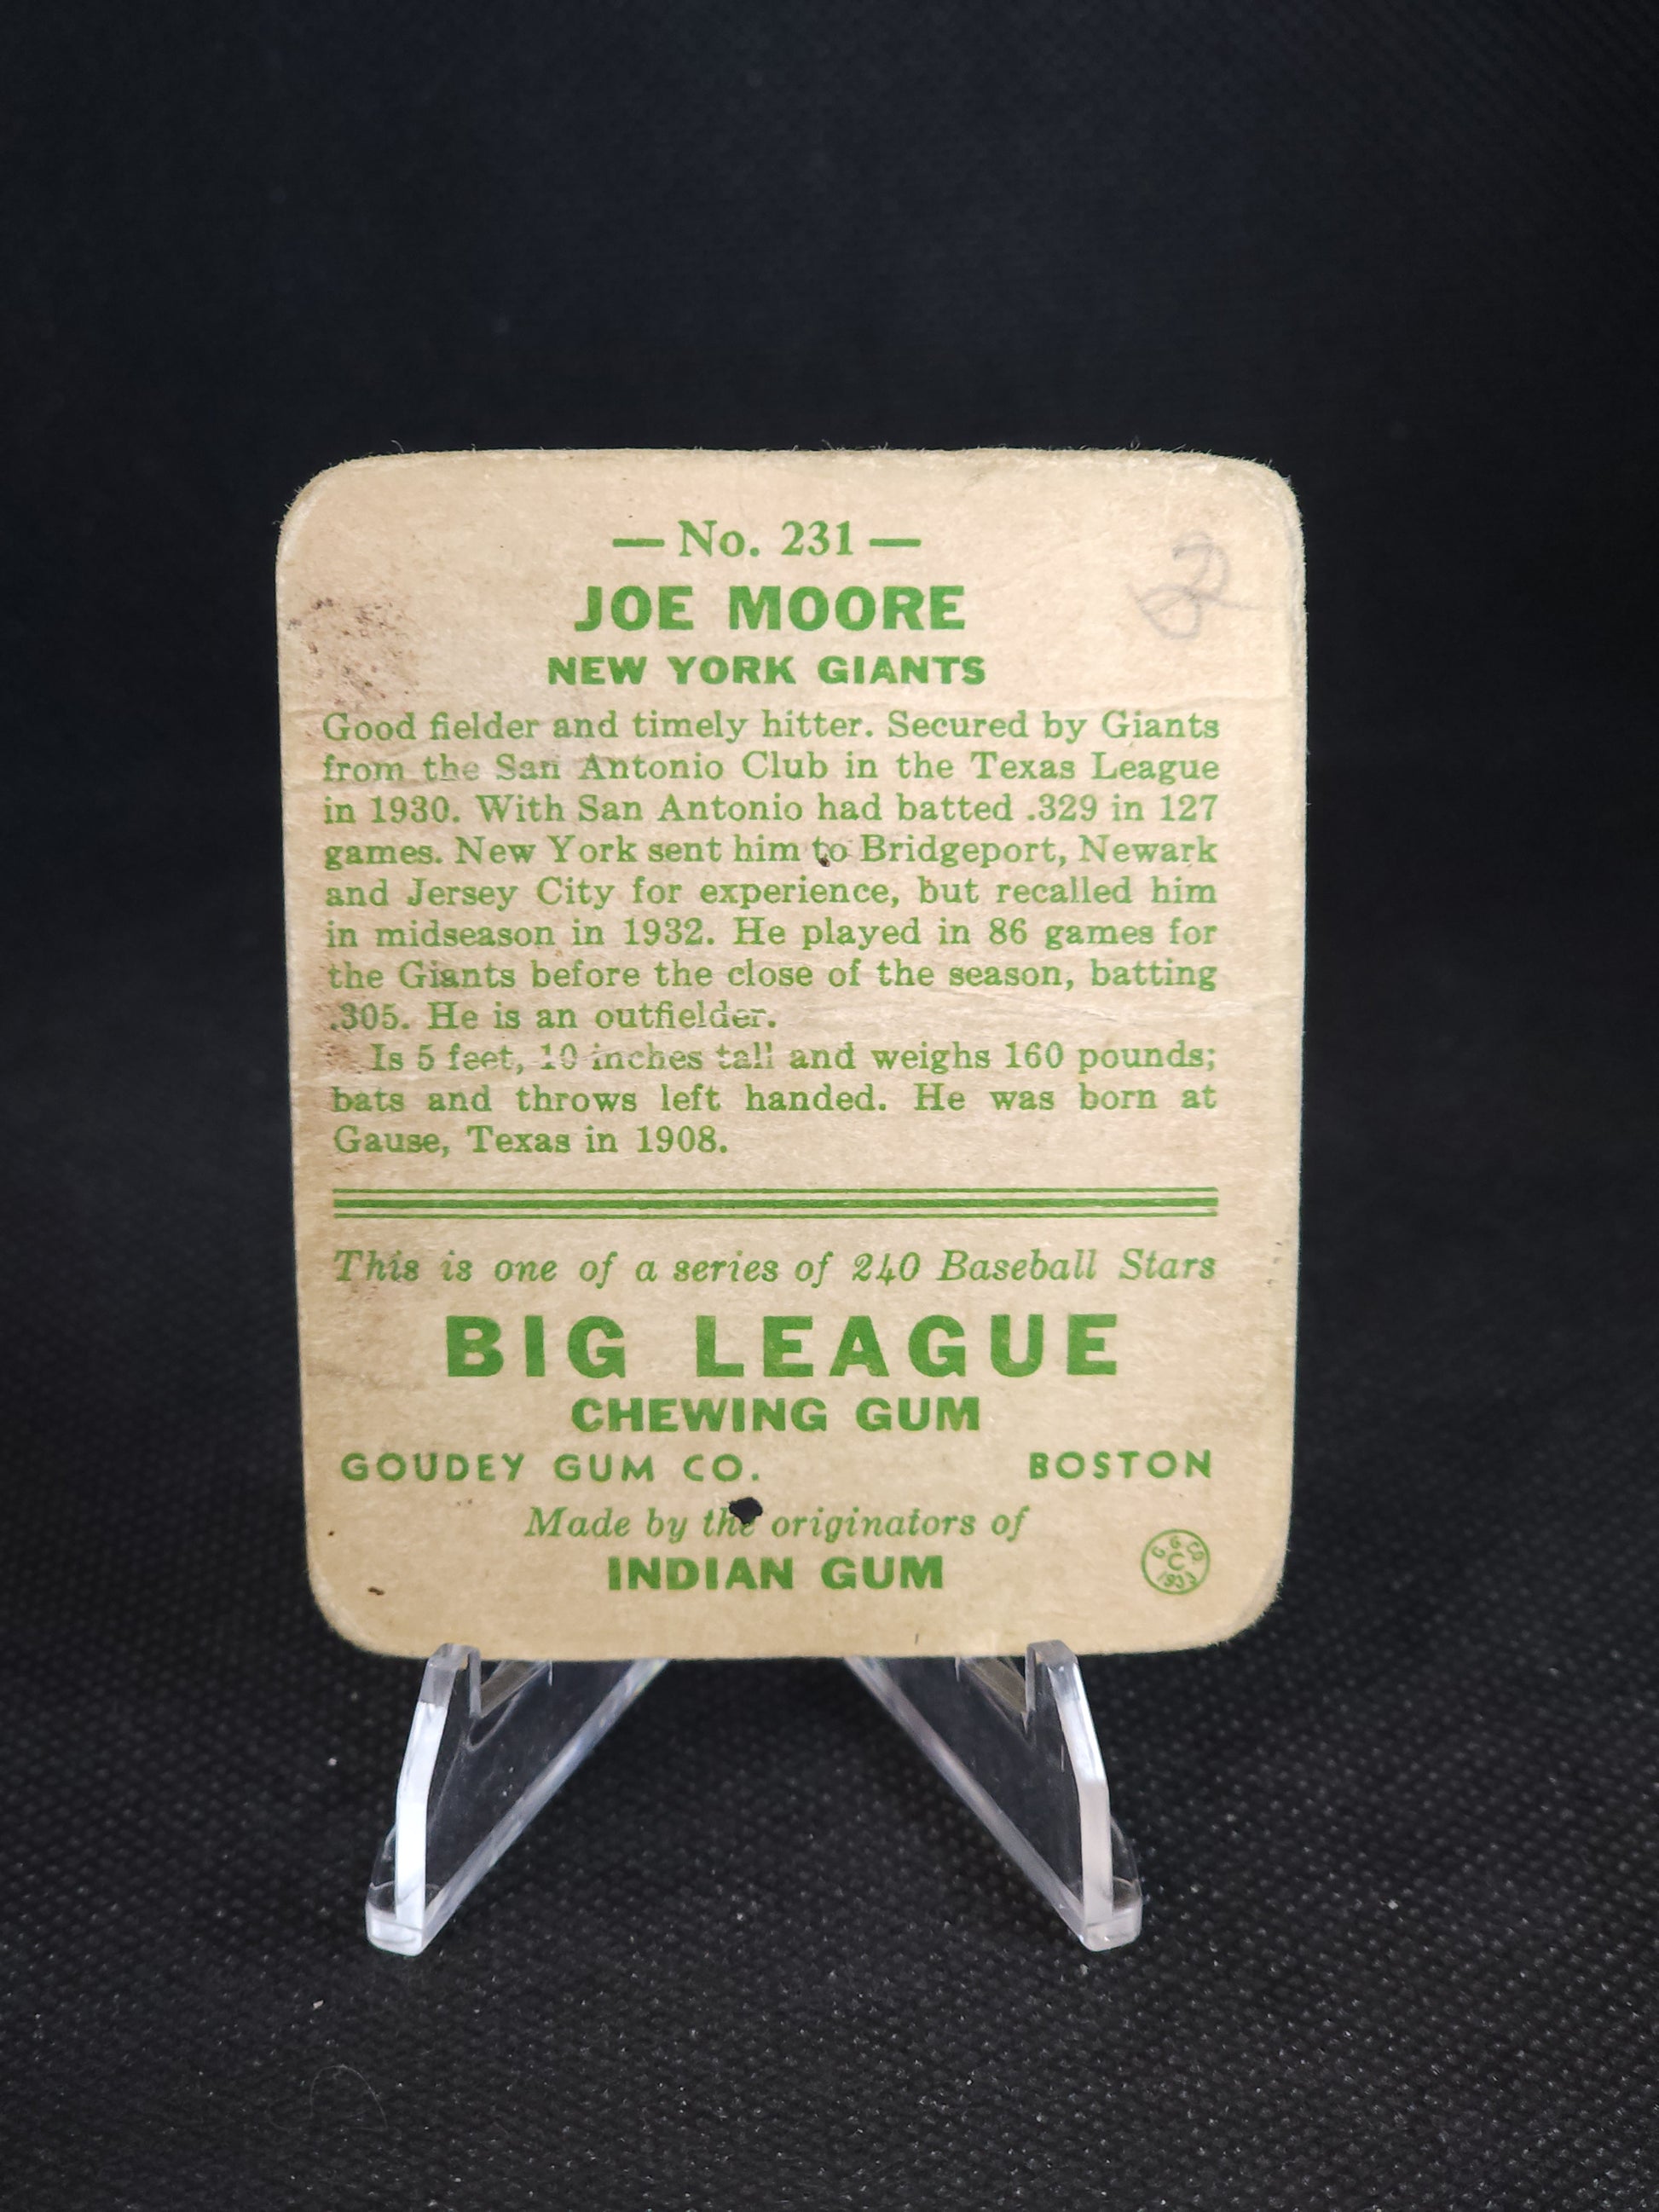 — No. 231 —
JOE MOORE
NEW YORK GIANTS
Good fielder and timely hitter. Secured by Giants
from the San Antonio Club in the Texas League
in 1930. With San Antonio had batted .329 in 127
games. New York sent him to Bridgeport, Newark
and Jersey City for experience, but recalled him
in midseason in 1932. He played in 86 games for
the Giants before the close of the season, batting
.305. He is an outfielder.
Is 5 feet, 10 inches tall and weighs 160 pounds;
bats and throws left handed. He was born at
Gause, Texas in 1908.
This is one of a series of 240 Baseball Stars
BIG LEAGUE
CHEWING GUM
GOUDEY GUM CO. BOSTON
Made by the originators of
INDIAN GUM
G. G. CO.
C
1933